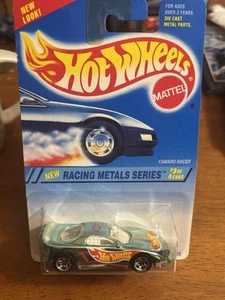 NEW
LOOK!
FOR AGES
OVER 3 YEARS
DIE CAST
METAL PARTS.
Hot Wheels
MATTEL
CAMARO RACER
NEW RACING METALS SERIES™
#3 of
4 CARS
Hot Wheels